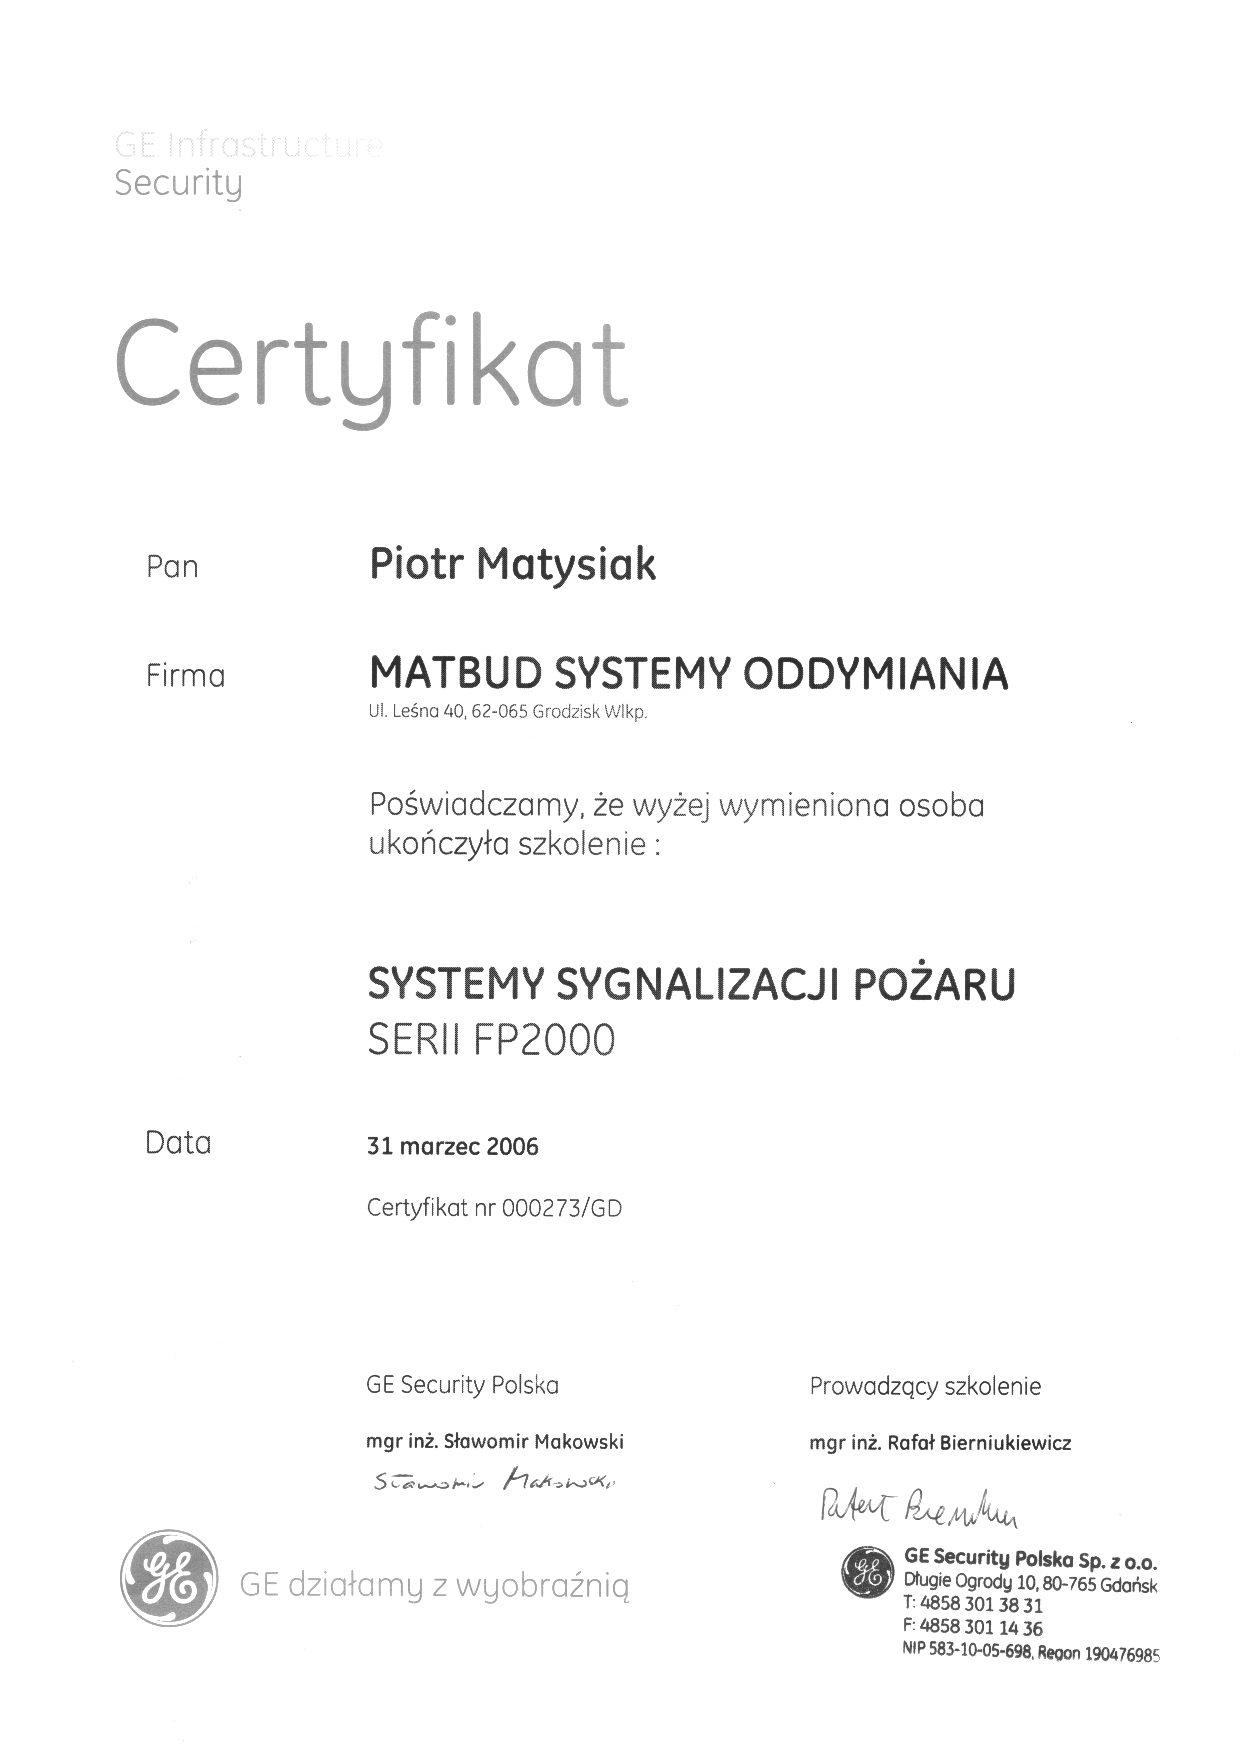 GE Infrastructure
Security
Certyfikat
Pan Piotr Matysiak
Firma MATBUD SYSTEMY ODDYMIANIA
Ul. Leśna 40, 62-065 Grodzisk Wlkp.
Poświadczamy, że wyżej wymieniona osoba
ukończyła szkolenie :
SYSTEMY SYGNALIZACJI POŻARU
SERII FP2000
Data 31 marzec 2006
Certyfikat nr 000273/GD
GE Security Polska
mgr inż. Sławomir Makowski
Sławomir Makowski
Prowadzący szkolenie
mgr inż. Rafał Bierniukiewicz
GE działamy z wyobraźnią
GE Security Polska Sp. z o.o.
Długie Ogrody 10, 80-765 Gdańsk
T: 4858 301 38 31
F: 4858 301 14 36
NIP 583-10-05-698, Regon 190476985